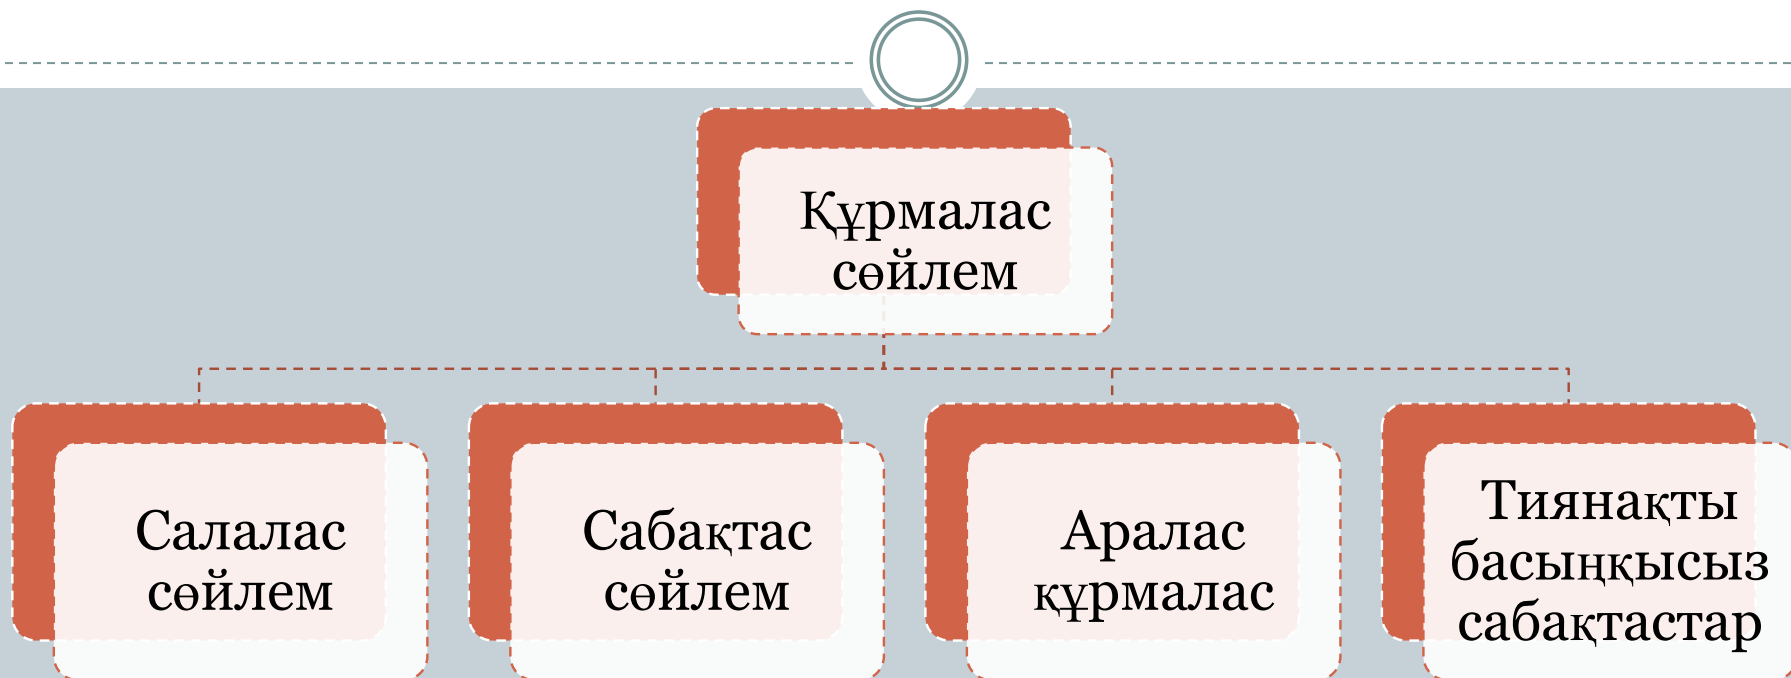 Құрмалас
сөйлем
Салалас
сөйлем
Сабақтас
сөйлем
Аралас
құрмалас
Тиянақты
басыңқысыз
сабақтастар